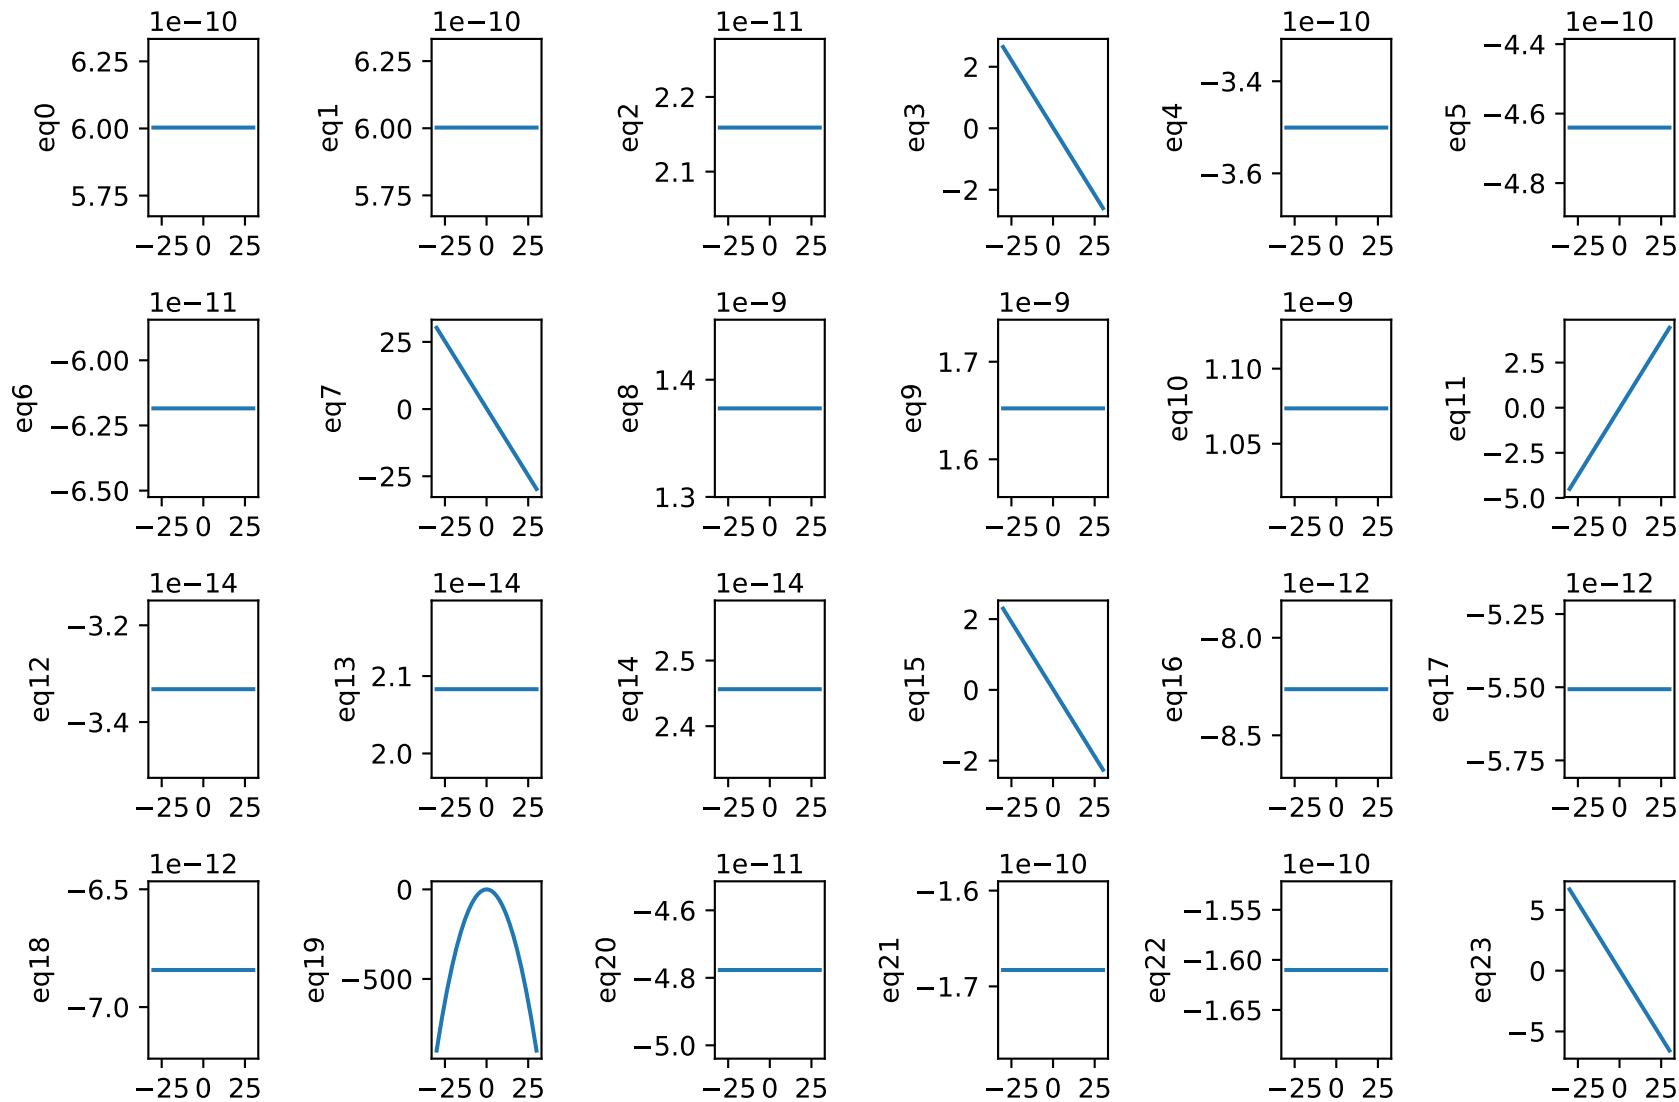 1e−10 1e−10 1e−11 1e−10 1e−10
eq0 6.25 6.00 5.75 −25 0 25
eq1 6.25 6.00 5.75 −25 0 25
eq2 2.2 2.1 −25 0 25
eq3 2 0 −2 −25 0 25
eq4 −3.4 −3.6 −25 0 25
eq5 −4.4 −4.6 −4.8 −25 0 25
1e−11 1e−9 1e−9 1e−9
eq6 −6.00 −6.25 −6.50 −25 0 25
eq7 25 0 −25 −25 0 25
eq8 1.4 1.3 −25 0 25
eq9 1.7 1.6 −25 0 25
eq10 1.10 1.05 −25 0 25
eq11 2.5 0.0 −2.5 −5.0 −25 0 25
1e−14 1e−14 1e−14 1e−12 1e−12
eq12 −3.2 −3.4 −25 0 25
eq13 2.1 2.0 −25 0 25
eq14 2.5 2.4 −25 0 25
eq15 2 0 −2 −25 0 25
eq16 −8.0 −8.5 −25 0 25
eq17 −5.25 −5.50 −5.75 −25 0 25
1e−12 1e−11 1e−10 1e−10
eq18 −6.5 −7.0 −25 0 25
eq19 0 −500 −25 0 25
eq20 −4.6 −4.8 −5.0 −25 0 25
eq21 −1.6 −1.7 −25 0 25
eq22 −1.55 −1.60 −1.65 −25 0 25
eq23 5 0 −5 −25 0 25